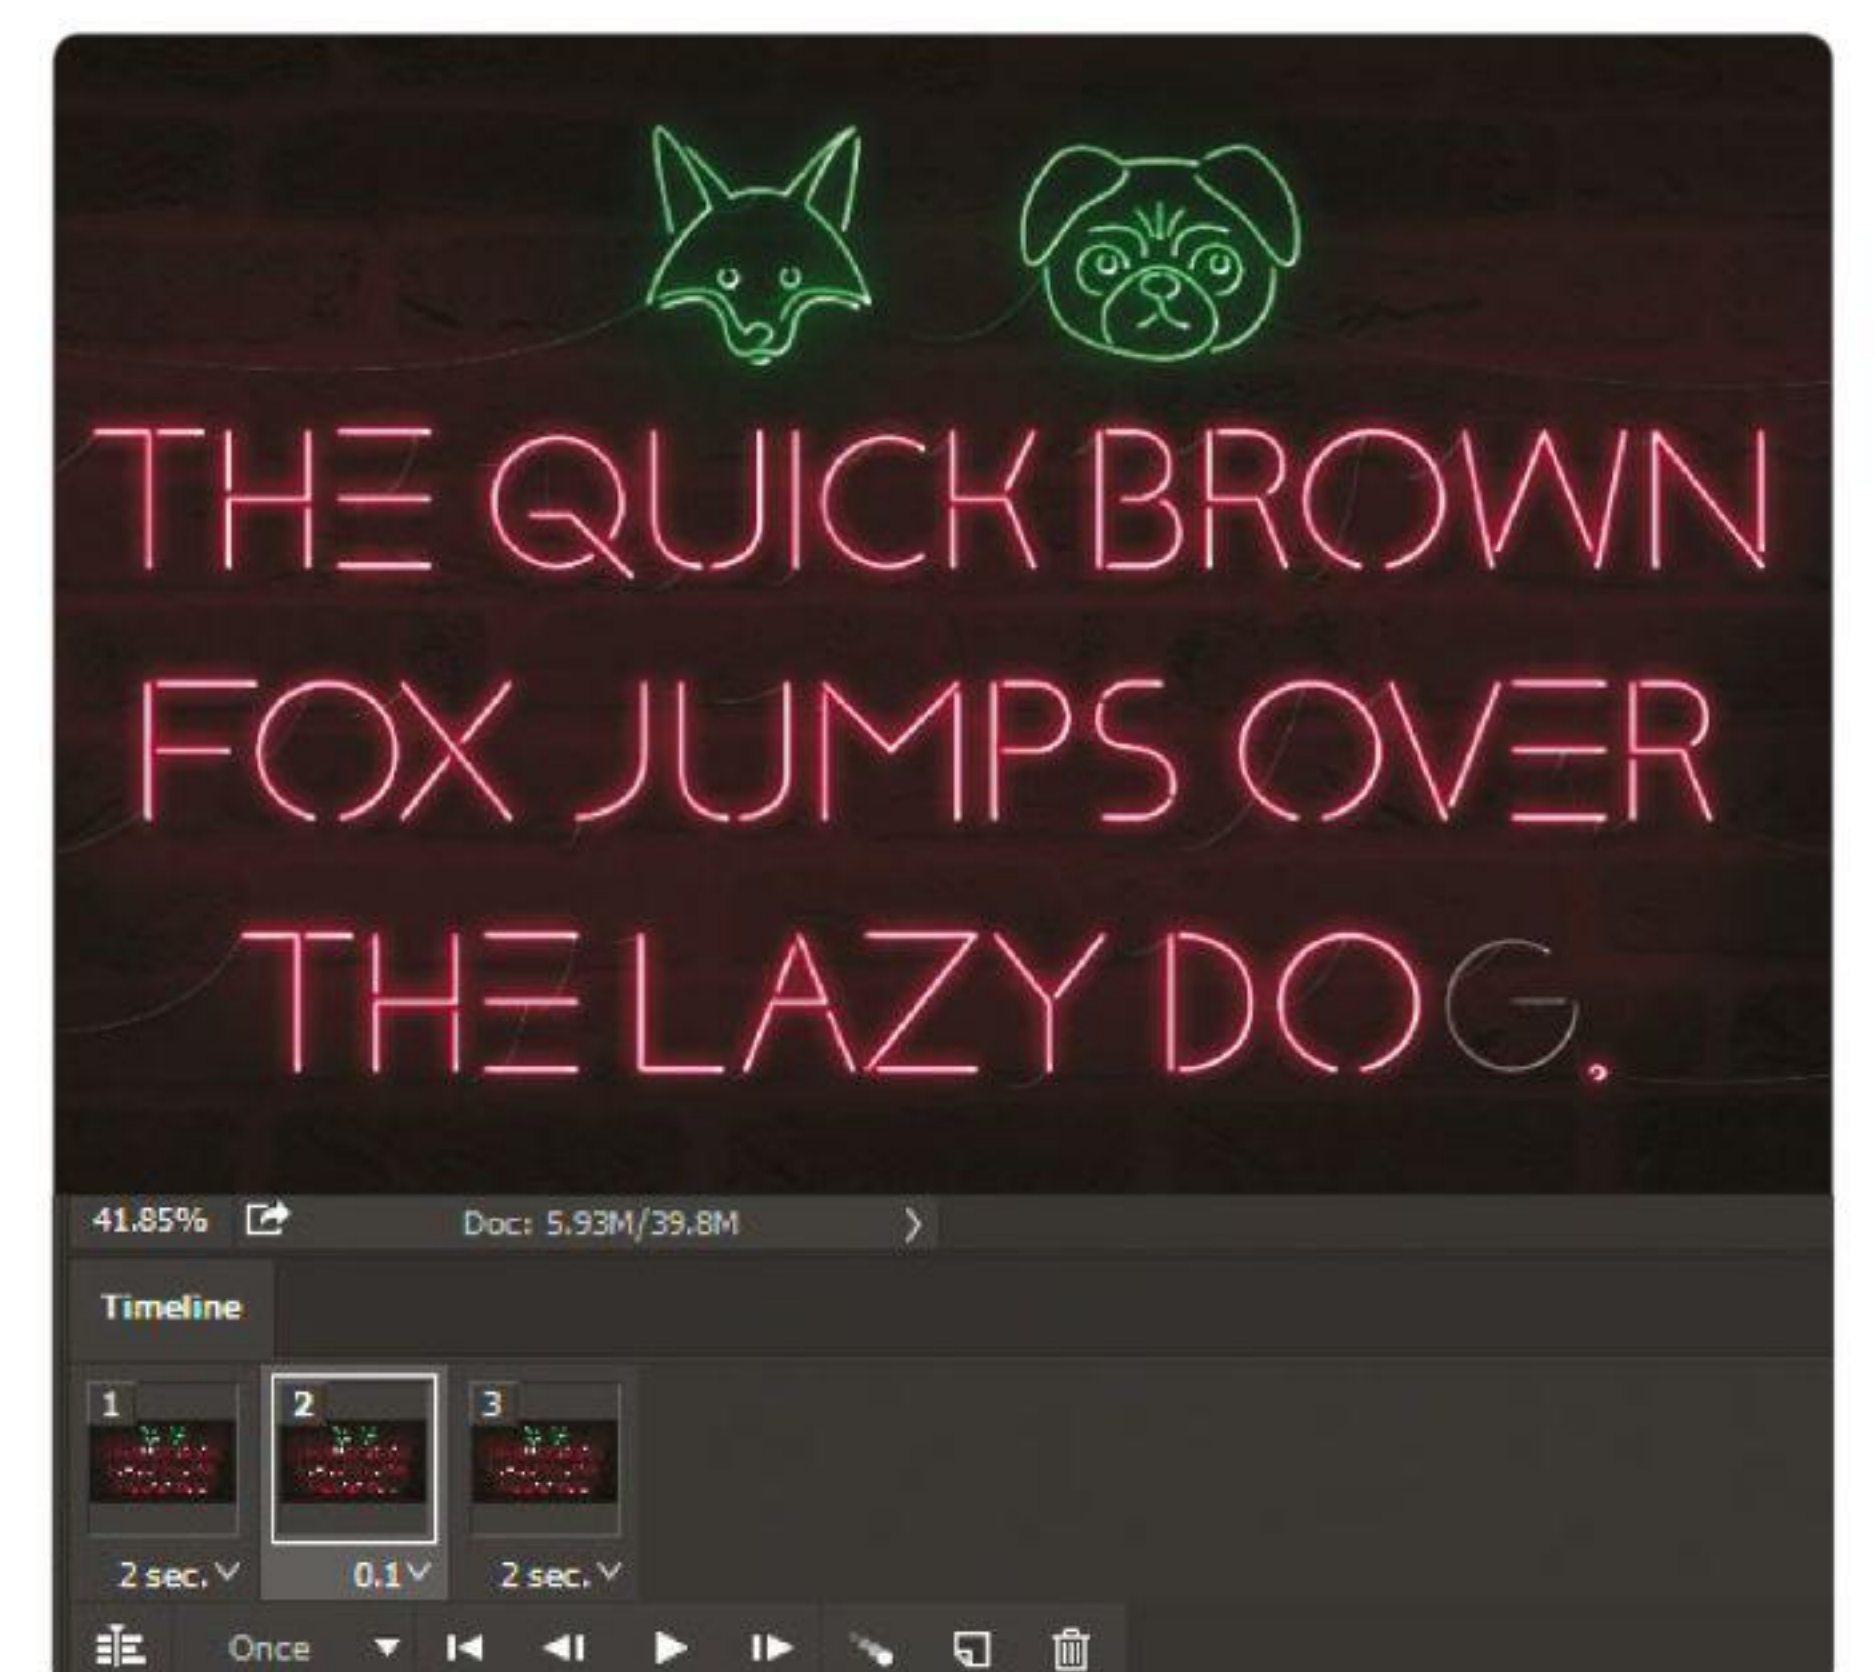 THE QUICK BROWN
FOX JUMPS OVER
THE LAZY DOG.
41.85% Doc: 5.93M/39.8M
Timeline
1 2 3
2 sec. 0.1 2 sec.
Once